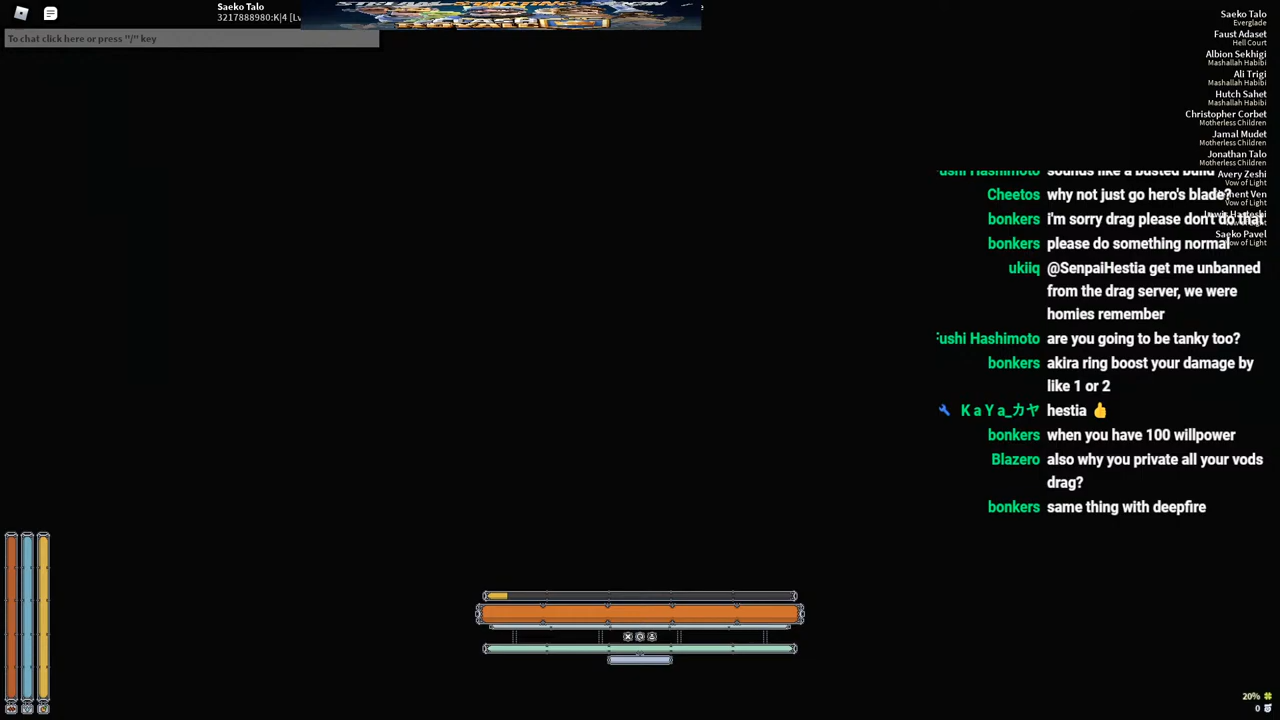 Saeko Talo
3217888980:K|4 [Lv
To chat click here or press "/" key
Saeko Talo
Everglade
Faust Adaset
Hell Court
Albion Sekhigi
Mashallah Habibi
Ali Trigi
Mashallah Habibi
Hutch Sahet
Mashallah Habibi
Christopher Corbet
Motherless Children
Jamal Mudet
Motherless Children
Jonathan Talo
Motherless Children
Avery Zeshi
Vow of Light
Ven
Vow of Light
Saeko Pavel
Vow of Light
ushi Hashimoto sounds like a busted build
Cheetos why not just go hero's blade?
bonkers i'm sorry drag please don't do that
bonkers please do something normal
ukiiq @SenpaiHestia get me unbanned
from the drag server, we were
homies remember
ushi Hashimoto are you going to be tanky too?
bonkers akira ring boost your damage by
like 1 or 2
K a Y a_カヤ hestia 👍
bonkers when you have 100 willpower
Blazero also why you private all your vods
drag?
bonkers same thing with deepfire
20%
0